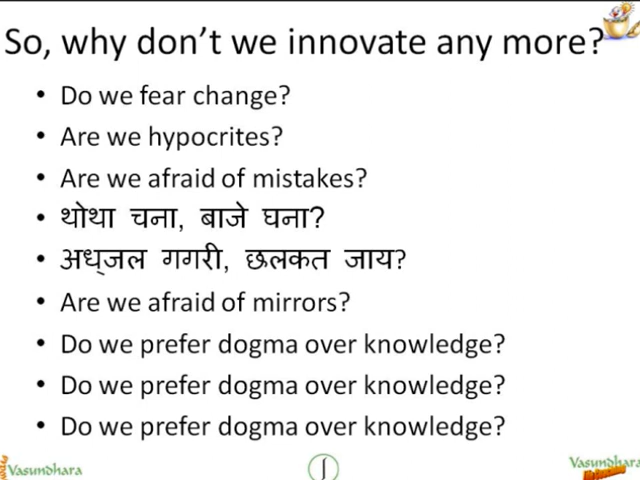 So, why don't we innovate any more?
• Do we fear change?
• Are we hypocrites?
• Are we afraid of mistakes?
• थोथा चना, बाजे घना?
• अध्‌जल गगरी, छलकत जाय?
• Are we afraid of mirrors?
• Do we prefer dogma over knowledge?
• Do we prefer dogma over knowledge?
• Do we prefer dogma over knowledge?
Vasundhara
Vasundhara